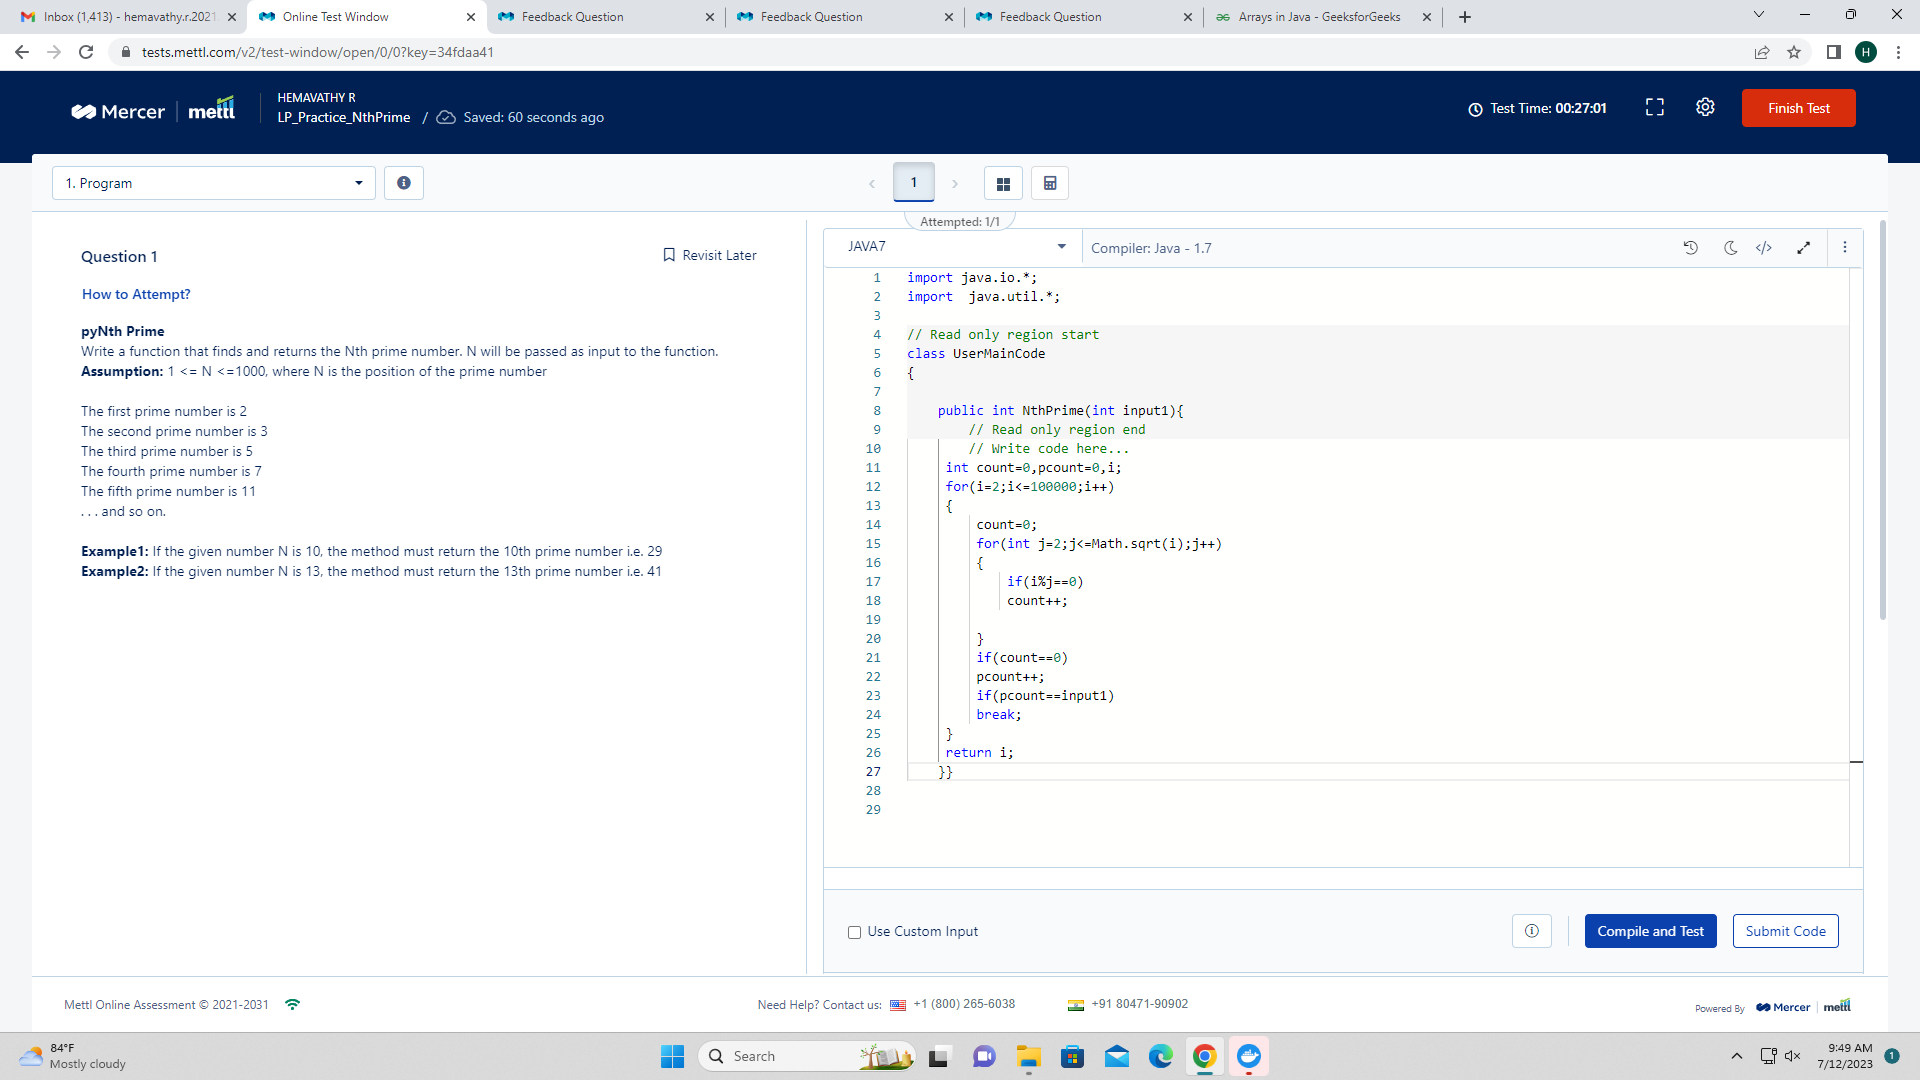 Inbox (1,413) - hemavathy.r.2021
Online Test Window
Feedback Question
Feedback Question
Feedback Question
Arrays in Java - GeeksforGeeks
tests.mettl.com/v2/test-window/open/0/0?key=34fdaa41
H
Mercer
mettl
HEMAVATHY R
LP_Practice_NthPrime / Saved: 60 seconds ago
Test Time: 00:27:01
Finish Test
1. Program
1
Attempted: 1/1
Question 1
Revisit Later
How to Attempt?
pyNth Prime
Write a function that finds and returns the Nth prime number. N will be passed as input to the function.
Assumption: 1 <= N <=1000, where N is the position of the prime number
The first prime number is 2
The second prime number is 3
The third prime number is 5
The fourth prime number is 7
The fifth prime number is 11
. . . and so on.
Example1: If the given number N is 10, the method must return the 10th prime number i.e. 29
Example2: If the given number N is 13, the method must return the 13th prime number i.e. 41
JAVA7
Compiler: Java - 1.7
1 import java.io.*;
2 import  java.util.*;
3
4 // Read only region start
5 class UserMainCode
6 {
7
8 public int NthPrime(int input1){
9 // Read only region end
10 // Write code here...
11 int count=0,pcount=0,i;
12 for(i=2;i<=100000;i++)
13 {
14 count=0;
15 for(int j=2;j<=Math.sqrt(i);j++)
16 {
17 if(i%j==0)
18 count++;
19
20 }
21 if(count==0)
22 pcount++;
23 if(pcount==input1)
24 break;
25 }
26 return i;
27 }}
28
29
Use Custom Input
Compile and Test
Submit Code
Mettl Online Assessment © 2021-2031
Need Help? Contact us: +1 (800) 265-6038
+91 80471-90902
Powered By Mercer mettl
84°F
Mostly cloudy
Search
9:49 AM
7/12/2023
1